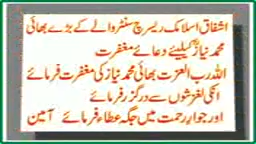 اشفاق اسلامک ریسرچ سنٹر والے کے بڑے بھائی
محمد نیاز کیلئے دعائے مغفرت
اللہ رب العزت بھائی محمد نیاز کی مغفرت فرمائے
انکی لغزشوں سے درگزر فرمائے
اور جوار رحمت میں جگہ عطاء فرمائے آمین